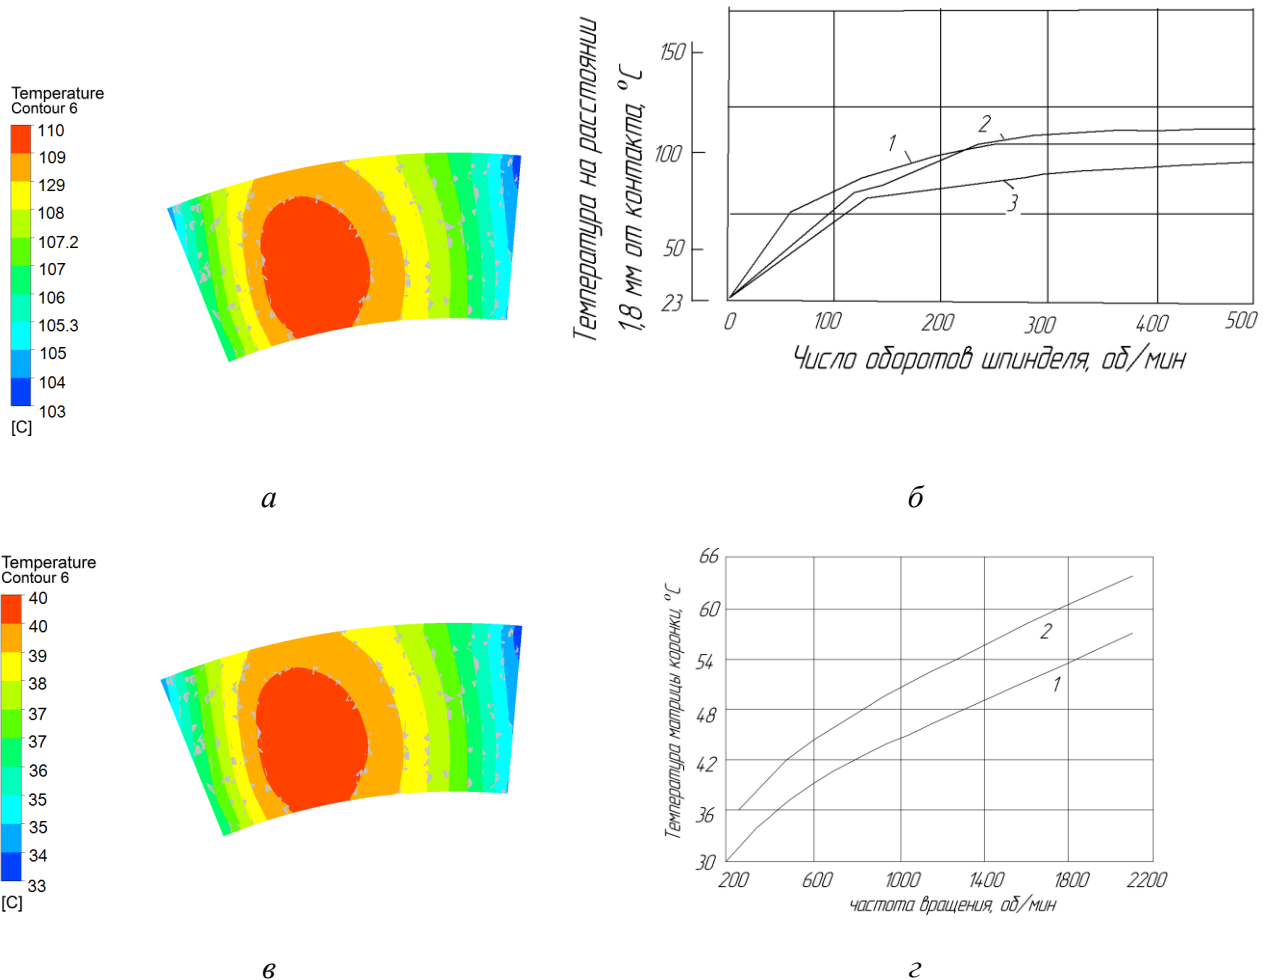 Temperature
Contour 6
110
109
129
108
107.2
107
106
105.3
105
104
103
[C]
а
Температура на расстоянии
1,8 мм от контакта, °С
150
100
50
23
1
2
3
0 100 200 300 400 500
Число оборотов шпинделя, об/мин
б
Temperature
Contour 6
40
40
39
38
37
37
36
35
35
34
33
[C]
в
Температура матрицы коронки, °С
66
60
54
48
42
36
30
2
1
200 600 1000 1400 1800 2200
частота вращения, об/мин
г